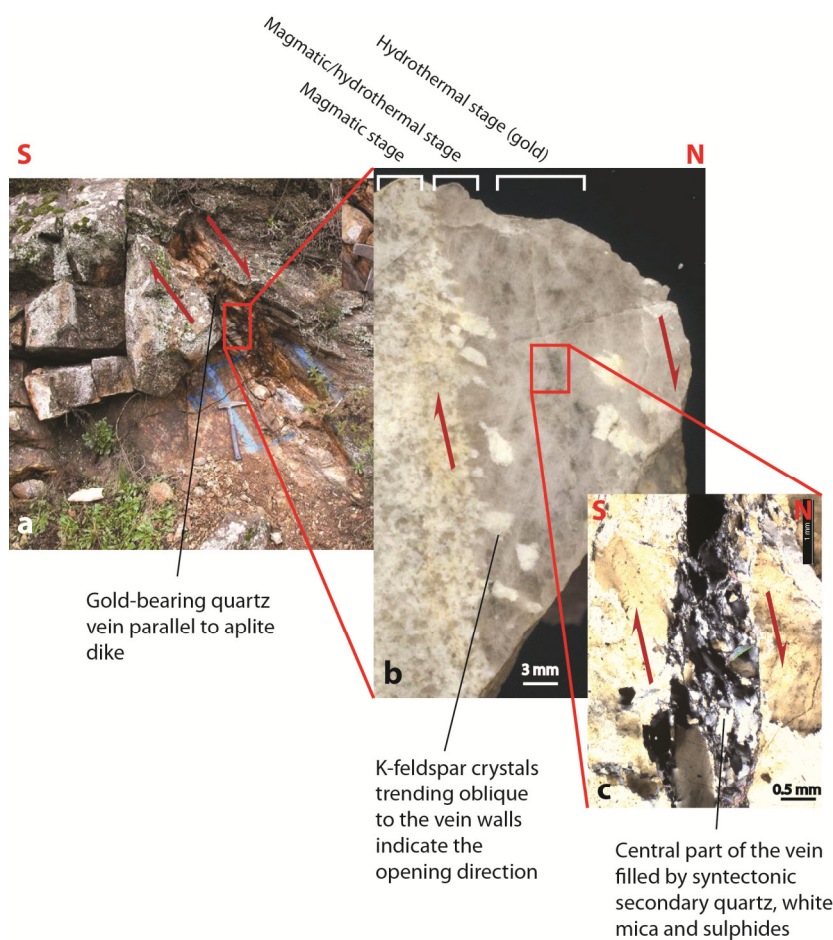 Hydrothermal stage (gold)
Magmatic/hydrothermal stage
Magmatic stage
S
N
a
Gold-bearing quartz
vein parallel to aplite
dike
b
3 mm
K-feldspar crystals
trending oblique
to the vein walls
indicate the
opening direction
S
N
1 mm
c
0.5 mm
Central part of the vein
filled by syntectonic
secondary quartz, white
mica and sulphides